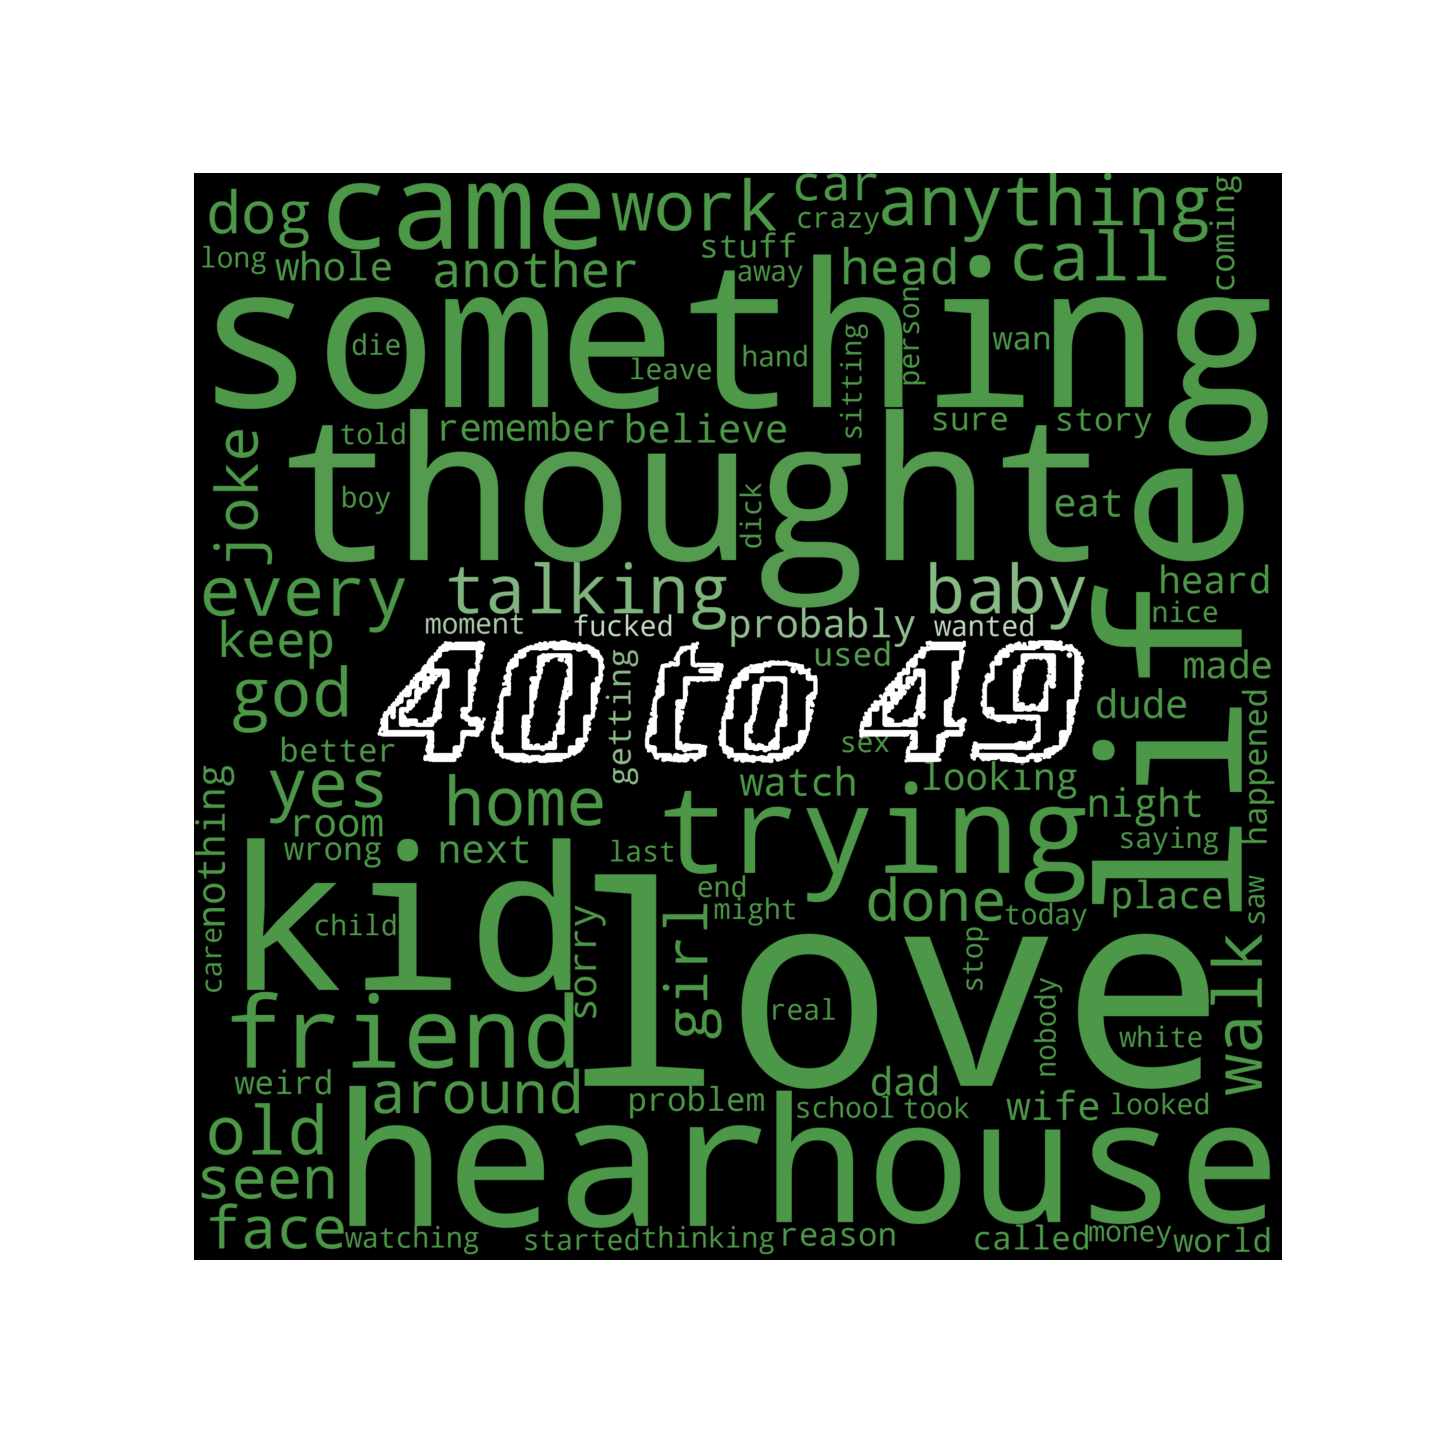 dog came work car anything coming
crazy
long whole another stuff away head call
something
die leave hand sitting person wan
joke told remember believe sure story
thought
boy dick eat life
every talking baby heard
moment fucked probably wanted nice
keep used made
god 40 to 49 dude
getting happened
better sex
yes home watch looking night
room trying saying
carenothing wrong next last
kid end done place saw
child sorry girl might today walk
love
real stop nobody white
friend
weird around problem dad wife looked
school took
old hearhouse
seen
face watching started thinking reason called money world